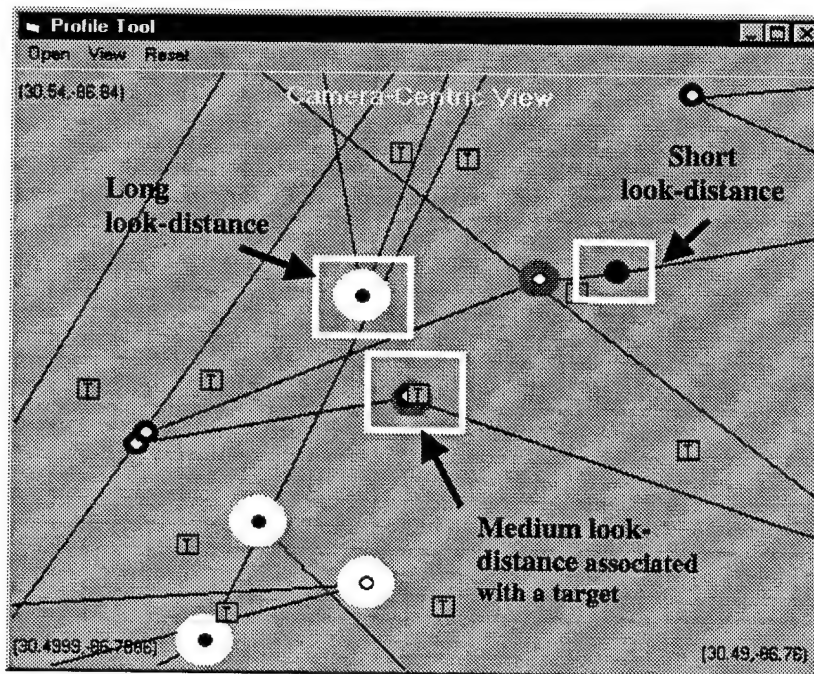 Profile Tool
Open View Reset
(30.54,-86.84)
Camera-Centric View
T
T
Short
look-distance
Long
look-distance
T
T
T
T
T
T
Medium look-
distance associated
with a target
T
T
T
(30.4999,-86.7886)
(30.49,-86.76)